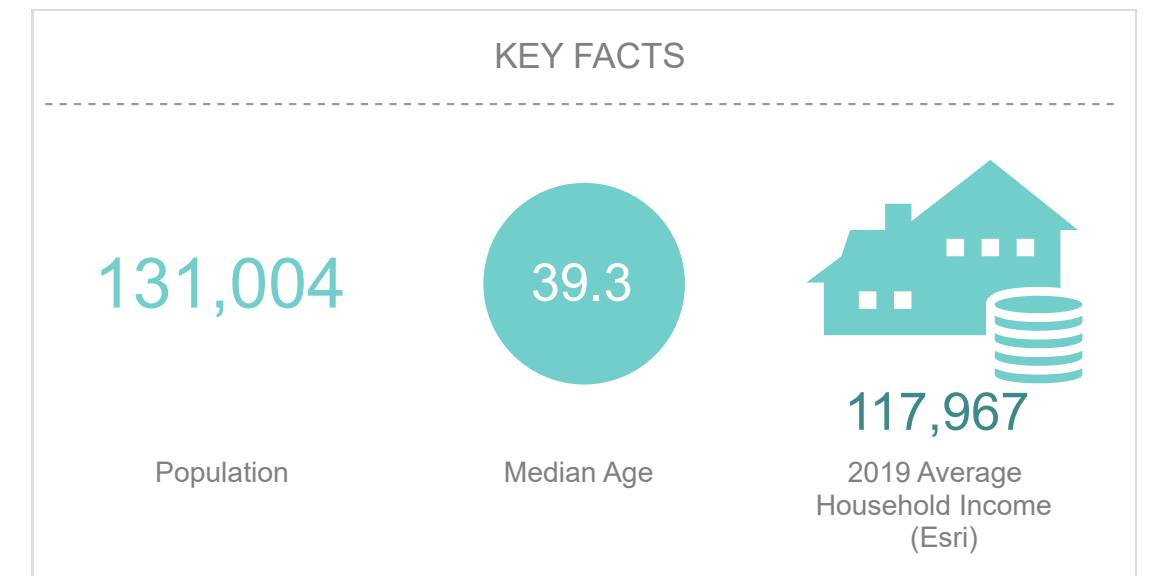 KEY FACTS
131,004
Population
39.3
Median Age
117,967
2019 Average
Household Income
(Esri)